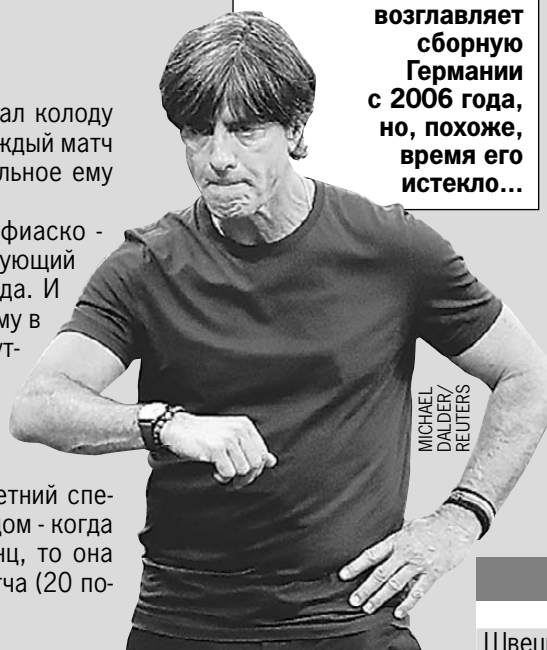 возглавляет
сборную
Германии
с 2006 года,
но, похоже,
время его
истекло...
ал колоду
ждый матч
льное ему
фиаско -
ующий
да. И
му в
ут-
етний спе-
дом - когда
нц, то она
тча (20 по-
MICHAEL
DALDER/
REUTERS
Швец